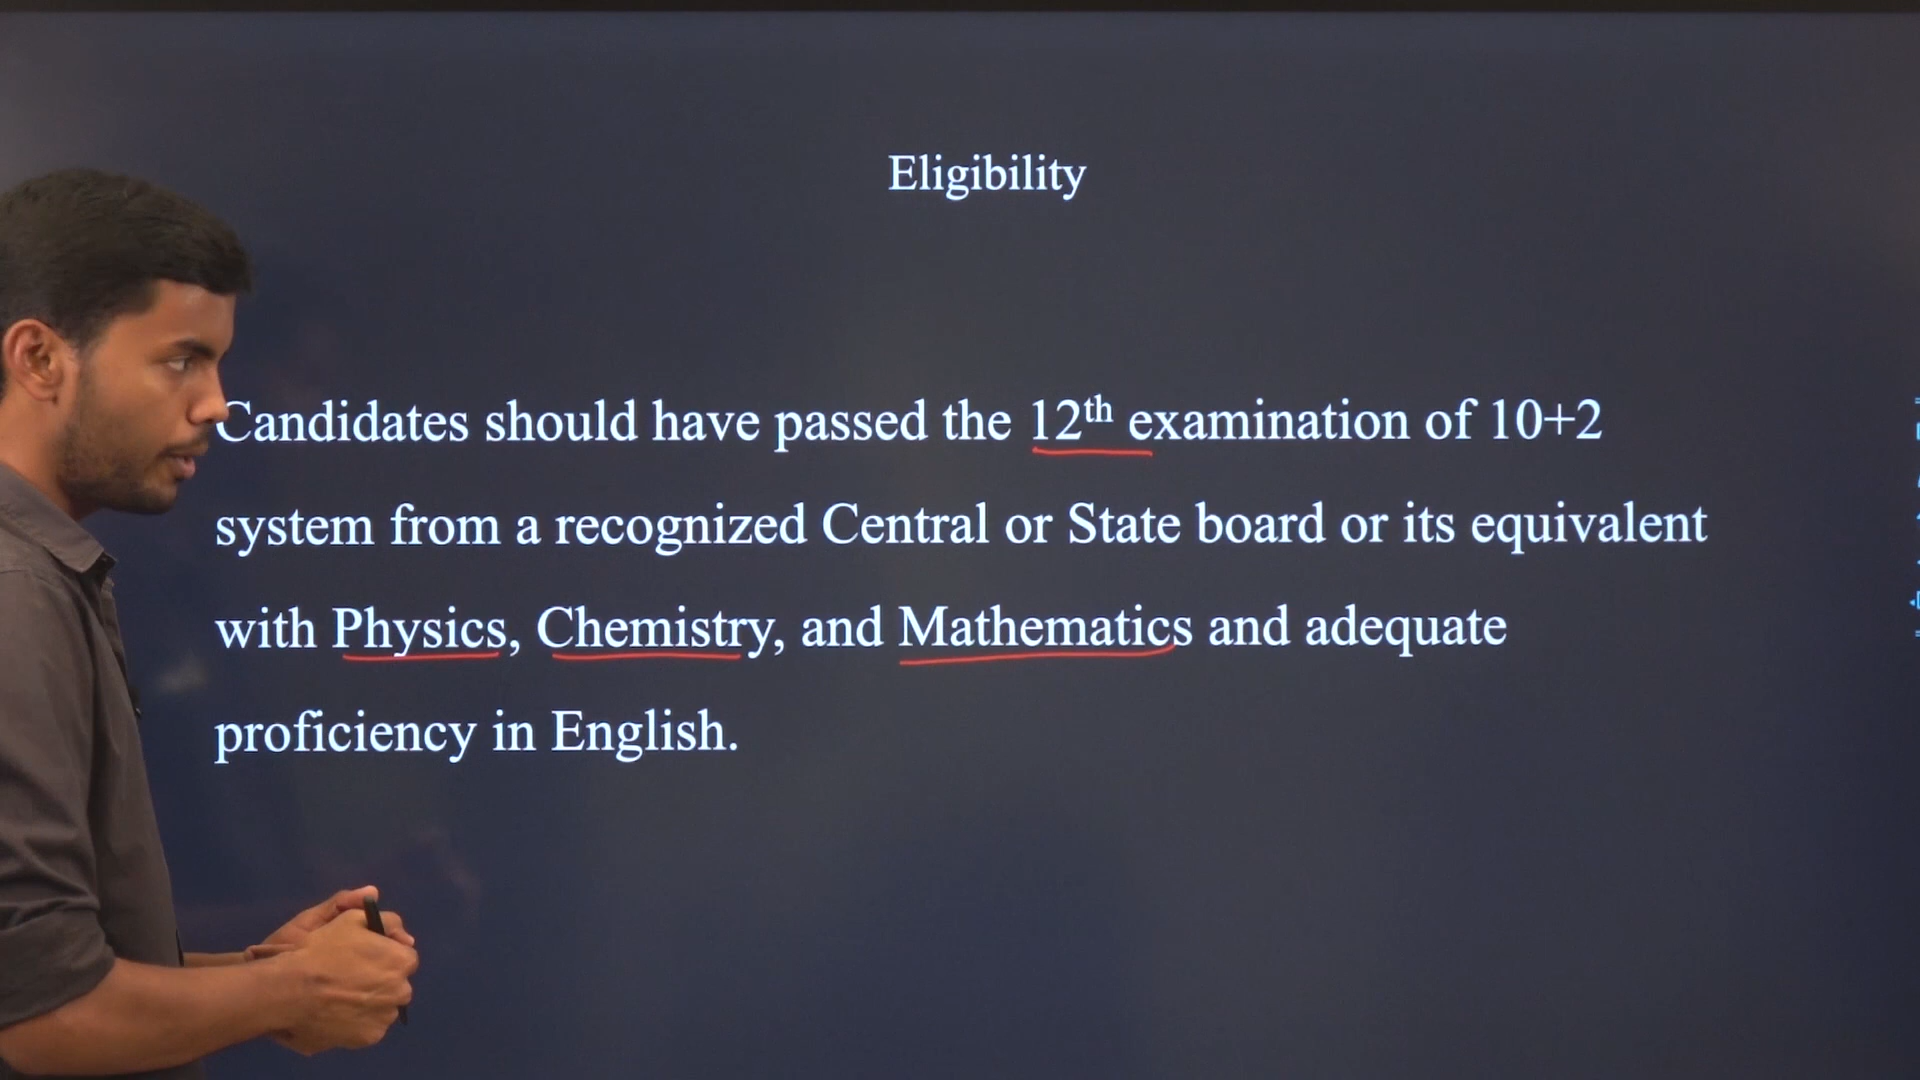 Eligibility
Candidates should have passed the 12th examination of 10+2
system from a recognized Central or State board or its equivalent
with Physics, Chemistry, and Mathematics and adequate
proficiency in English.